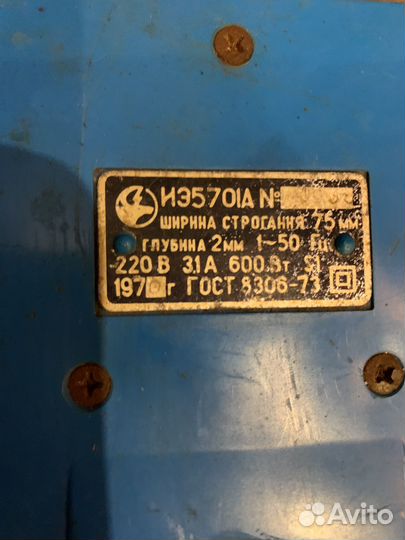 ИЭ5701А №
ШИРИНА СТРОГАНИЯ 75 мм
ГЛУБИНА 2мм 1~50 Гц
220 В 3.1А 600.Вт S1
197 г ГОСТ 8306-73
Avito